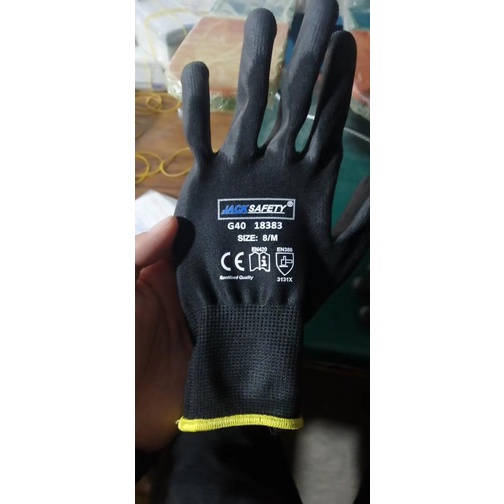 JACKSAFETY®
G40 18383
SIZE: 8/M
EN420 EN388
CE
Sanitized Quality 3131X